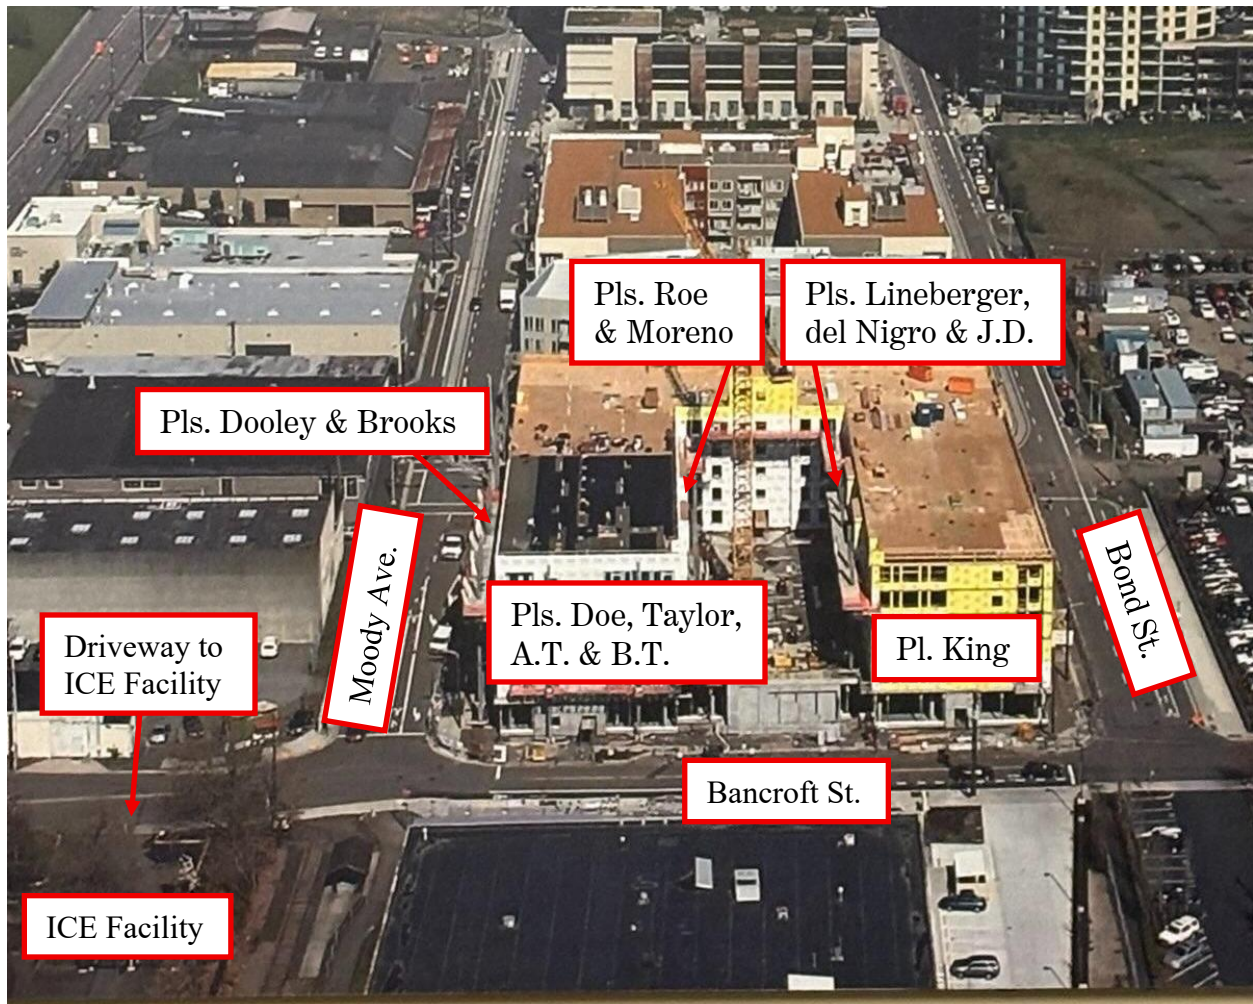 Pls. Roe
& Moreno
Pls. Lineberger,
del Nigro & J.D.
Pls. Dooley & Brooks
Moody Ave.
Bond St.
Pls. Doe, Taylor,
A.T. & B.T.
Pl. King
Driveway to
ICE Facility
Bancroft St.
ICE Facility